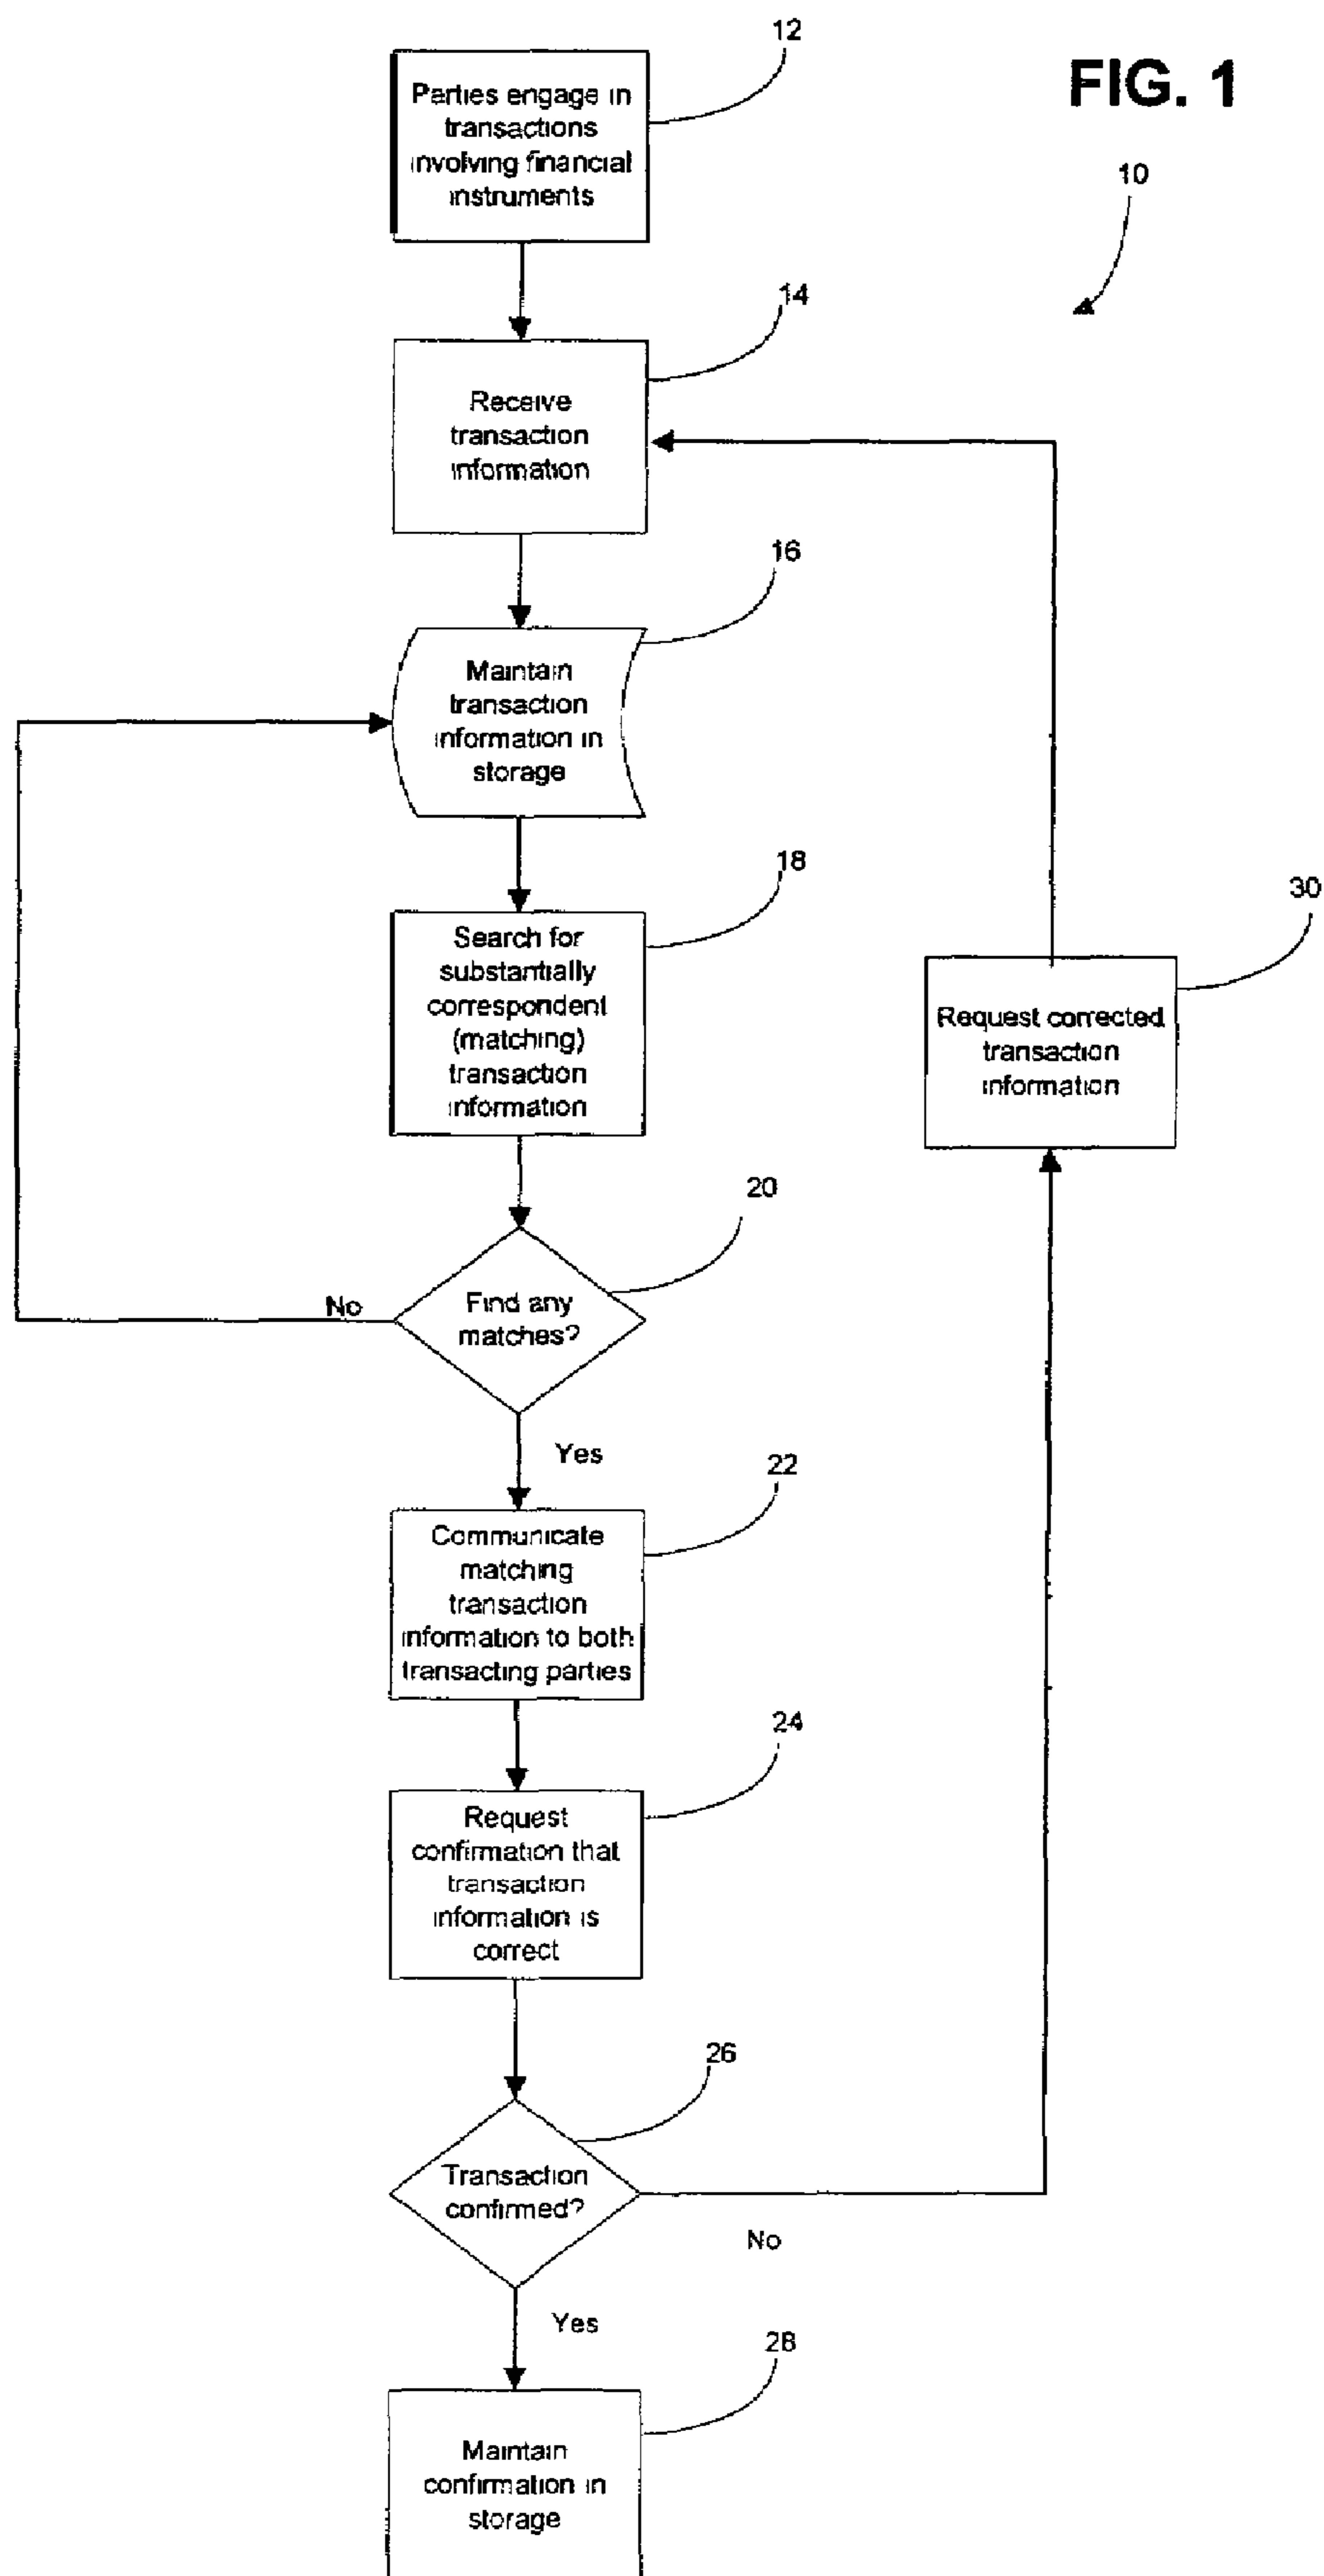 FIG. 1
10
12
Parties engage in
transactions
involving financial
instruments
14
Receive
transaction
information
16
Maintain
transaction
information in
storage
18
Search for
substantially
correspondent
(matching)
transaction
information
30
Request corrected
transaction
information
20
Find any
matches?
No
Yes
22
Communicate
matching
transaction
information to both
transacting parties
24
Request
confirmation that
transaction
information is
correct
26
Transaction
confirmed?
No
Yes
28
Maintain
confirmation in
storage